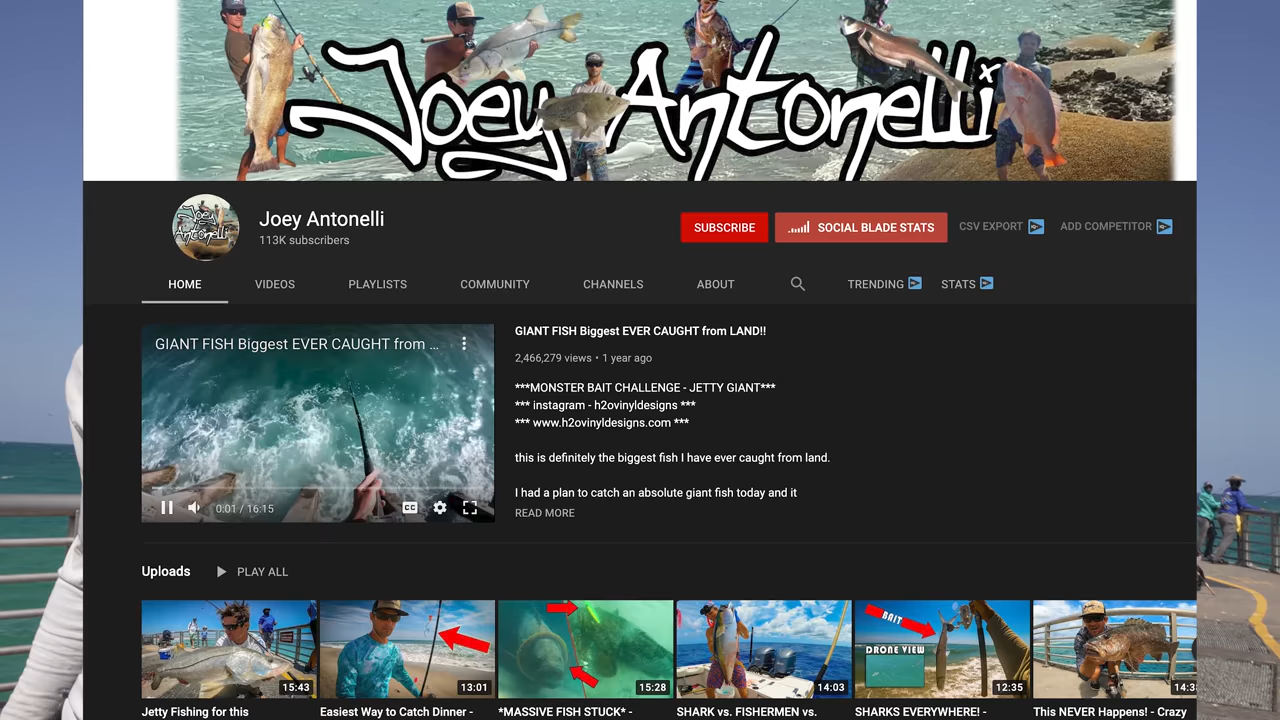 Joey Antonelli
Joey Antonelli
Joey Antonelli
113K subscribers
SUBSCRIBE
SOCIAL BLADE STATS
CSV EXPORT
ADD COMPETITOR
HOME
VIDEOS
PLAYLISTS
COMMUNITY
CHANNELS
ABOUT
TRENDING
STATS
GIANT FISH Biggest EVER CAUGHT from ...
CC
0:01 / 16:15
GIANT FISH Biggest EVER CAUGHT from LAND!!
2,466,279 views • 1 year ago
***MONSTER BAIT CHALLENGE - JETTY GIANT***
*** instagram - h2ovinyldesigns ***
*** www.h2ovinyldesigns.com ***
this is definitely the biggest fish I have ever caught from land.
I had a plan to catch an absolute giant fish today and it
READ MORE
Uploads
PLAY ALL
15:43
13:01
15:28
14:03
BAIT
DRONE VIEW
12:35
14:3
Jetty Fishing for this
Easiest Way to Catch Dinner -
*MASSIVE FISH STUCK* -
SHARK vs. FISHERMEN vs.
SHARKS EVERYWHERE! -
This NEVER Happens! - Crazy